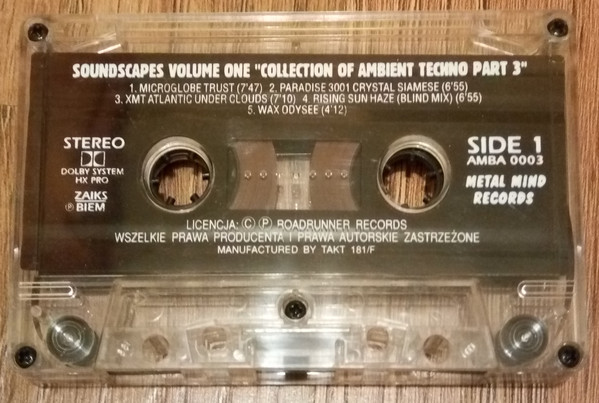 SOUNDSCAPES VOLUME ONE "COLLECTION OF AMBIENT TECHNO PART 3"
1. MICROGLOBE TRUST (7'47) 2. PARADISE 3001 CRYSTAL SIAMESE (6'55)
3. XMT ATLANTIC UNDER CLOUDS (7'10) 4. RISING SUN HAZE (BLIND MIX) (6'55)
5. WAX ODYSEE (4'12)
STEREO
DOLBY SYSTEM
HX PRO
ZAIKS
Ⓟ BIEM
SIDE 1
AMBA 0003
METAL MIND
RECORDS
LICENCJA: Ⓒ Ⓟ ROADRUNNER RECORDS
WSZELKIE PRAWA PRODUCENTA I PRAWA AUTORSKIE ZASTRZEŻONE
MANUFACTURED BY TAKT 181/F